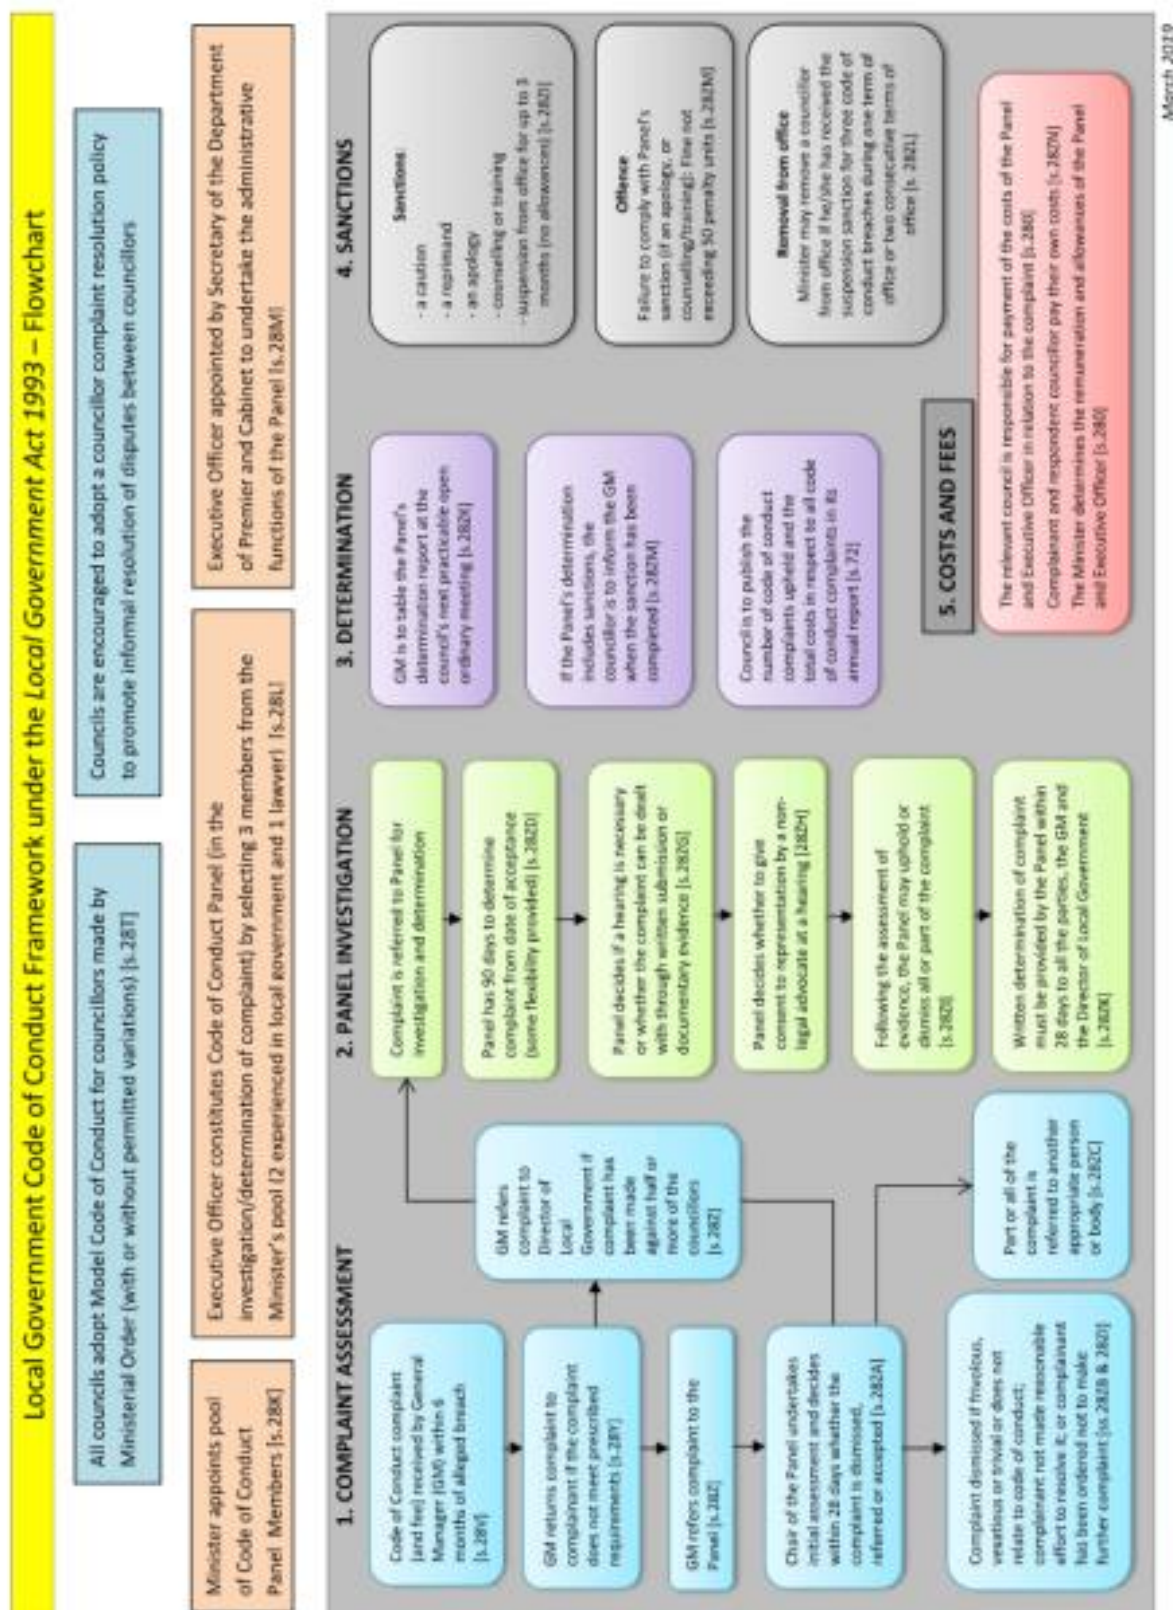 Local Government Code of Conduct Framework under the Local Government Act 1993 – Flowchart
All councils adopt Model Code of Conduct for councillors made by
Ministerial Order (with or without permitted variations) [s.28T]
Councils are encouraged to adopt a councillor complaint resolution policy
to promote informal resolution of disputes between councillors
Minister appoints pool
of Code of Conduct
Panel Members [s.28K]
Executive Officer constitutes Code of Conduct Panel (in the
investigation/determination of complaint) by selecting 3 members from the
Minister's pool (2 experienced in local government and 1 lawyer) [s.28L]
Executive Officer appointed by Secretary of the Department
of Premier and Cabinet to undertake the administrative
functions of the Panel [s.28M]
1. COMPLAINT ASSESSMENT
Code of Conduct complaint
(and fee) received by General
Manager (GM) within 6
months of alleged breach
[s.28V]
GM returns complaint to
complainant if the complaint
does not meet prescribed
requirements [s.28Y]
GM refers complaint to the
Panel [s.28Z]
Chair of the Panel undertakes
initial assessment and decides
within 28 days whether the
complaint is dismissed,
referred or accepted [s.28ZA]
Complaint dismissed if frivolous,
vexatious or trivial or does not
relate to code of conduct;
complainant not made reasonable
effort to resolve it; or complainant
has been ordered not to make
further complaint [ss 28ZB & 28ZI]
GM refers
complaint to
Director of
Local
Government if
complaint has
been made
against half or
more of the
councillors
[s.28Z]
Part or all of the
complaint is
referred to another
appropriate person
or body [s.28ZC]
2. PANEL INVESTIGATION
Complaint is referred to Panel for
investigation and determination
Panel has 90 days to determine
complaint from date of acceptance
(some flexibility provided) [s.28ZD]
Panel decides if a hearing is necessary
or whether the complaint can be dealt
with through written submission or
documentary evidence [s.28ZG]
Panel decides whether to give
consent to representation by a non-
legal advocate at a hearing [28ZH]
Following the assessment of
evidence, the Panel may uphold or
dismiss all or part of the complaint
[s.28ZI]
Written determination of complaint
must be provided by the Panel within
28 days to all the parties, the GM and
the Director of Local Government
[s.28ZK]
3. DETERMINATION
GM is to table the Panel's
determination report at the
council's next practicable open
ordinary meeting [s.28ZK]
If the Panel's determination
includes sanctions, the
councillor is to inform the GM
when the sanction has been
completed [s.28ZM]
Council is to publish the
number of code of conduct
complaints upheld and the
total costs in respect to all code
of conduct complaints in its
annual report [s.72]
4. SANCTIONS
Sanctions:
- a caution
- a reprimand
- an apology
- counselling or training
- suspension from office for up to 3
months (no allowances) [s.28ZI]
Offence
Failure to comply with Panel's
sanction (if an apology, or
counseling/training): Fine not
exceeding 50 penalty units [s.28ZM]
Removal from office
Minister may remove a councillor
from office if he/she has received the
suspension sanction for three code of
conduct breaches during one term of
office or two consecutive terms of
office [s. 28ZL]
5. COSTS AND FEES
The relevant council is responsible for payment of the costs of the Panel
and Executive Officer in relation to the complaint [s.28O]
Complainant and respondent councillor pay their own costs [s.28ZN]
The Minister determines the remuneration and allowances of the Panel
and Executive Officer [s.28O]
March 2019